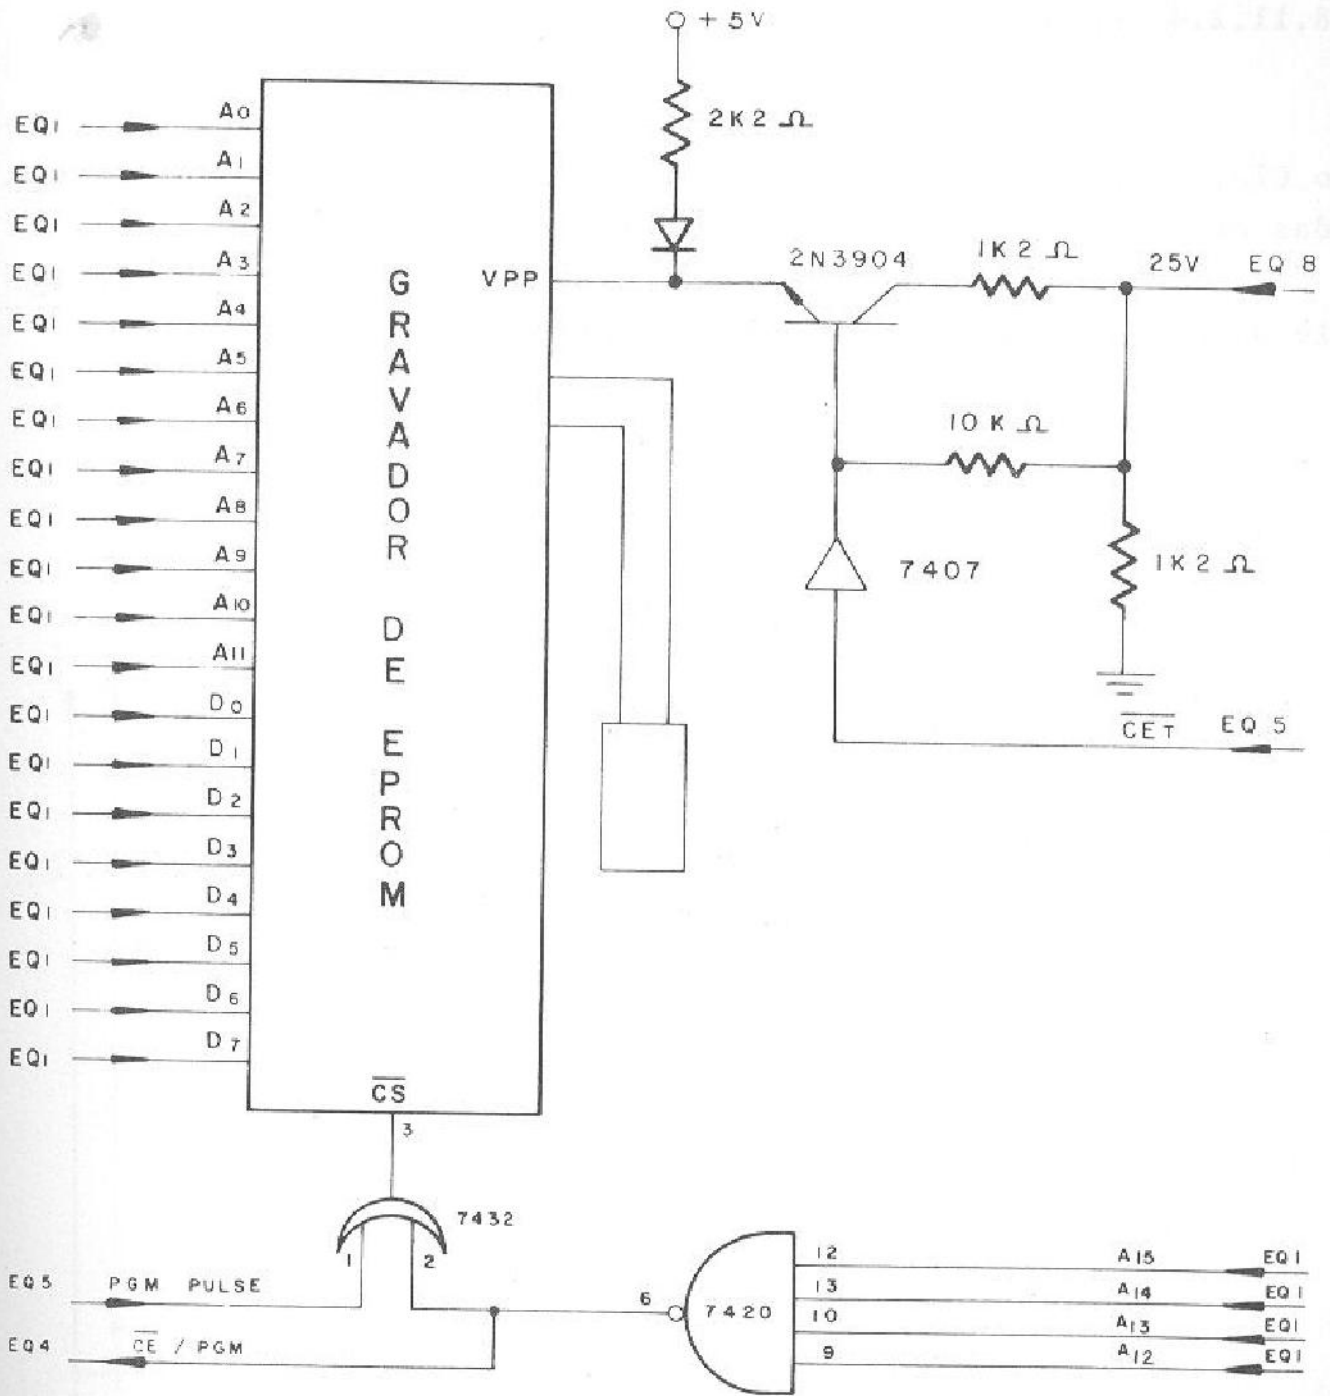 + 5V
2K2 Ω
EQ1 A0
EQ1 A1
EQ1 A2
EQ1 A3
EQ1 A4
EQ1 A5
EQ1 A6
EQ1 A7
EQ1 A8
EQ1 A9
EQ1 A10
EQ1 A11
EQ1 D0
EQ1 D1
EQ1 D2
EQ1 D3
EQ1 D4
EQ1 D5
EQ1 D6
EQ1 D7
GRAVADOR DE EPROM
VPP
2N3904
1K2 Ω
25V EQ 8
10 K Ω
7407
1K2 Ω
C̅E̅T̅ EQ 5
C̅S̅
3
7432
1 2
EQ5 PGM PULSE
EQ4 C̅E̅ / PGM
6
7420
12 A15 EQ1
13 A14 EQ1
10 A13 EQ1
9 A12 EQ1